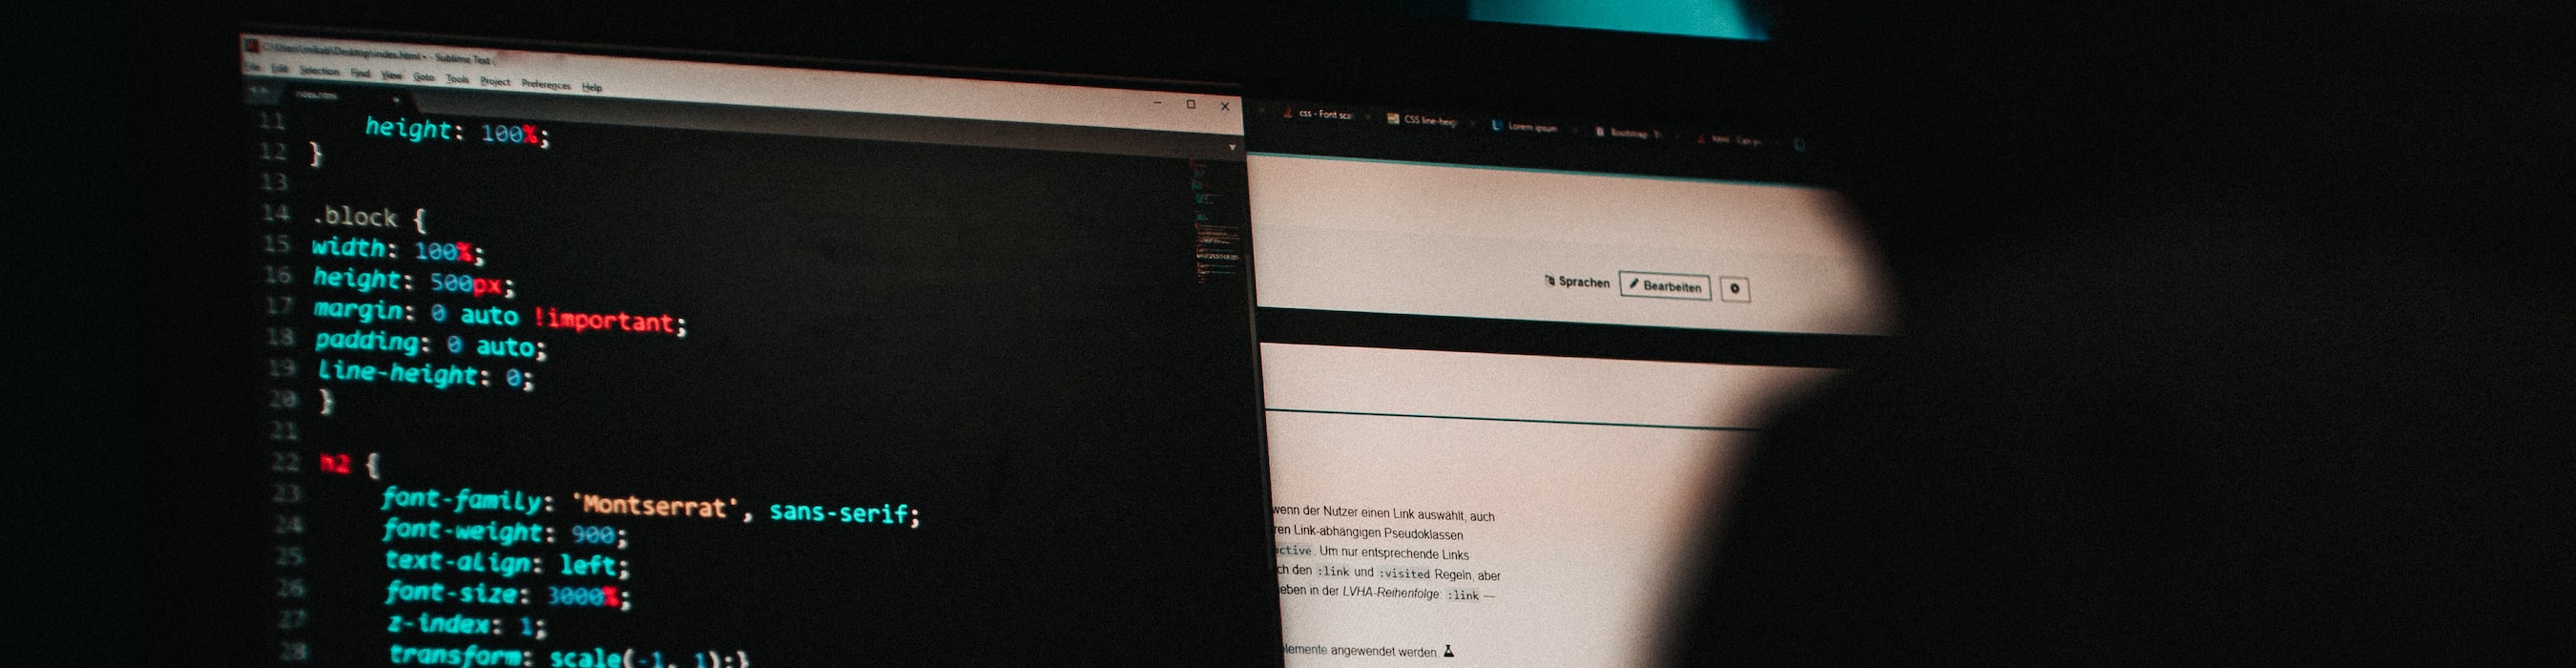 C:\Users\mikab\Desktop\index.html • - Sublime Text (
File Edit Selection Find View Goto Tools Project Preferences Help
index.html
11 height: 100%;
12 }
13
14 .block {
15 width: 100%;
16 height: 500px;
17 margin: 0 auto !important;
18 padding: 0 auto;
19 line-height: 0;
20 }
21
22 h2 {
23 font-family: 'Montserrat', sans-serif;
24 font-weight: 900;
25 text-align: left;
26 font-size: 3000%;
27 z-index: 1;
28 transform: scale(-1, 1);}
css - Font sca
CSS line-heig
Lorem ipsum
Bootstrap
Sprachen Bearbeiten
wenn der Nutzer einen Link auswählt, auch
ren Link-abhängigen Pseudoklassen
active. Um nur entsprechende Links
ch den :link und :visited Regeln, aber
eben in der LVHA-Reihenfolge: :link —
lemente angewendet werden.